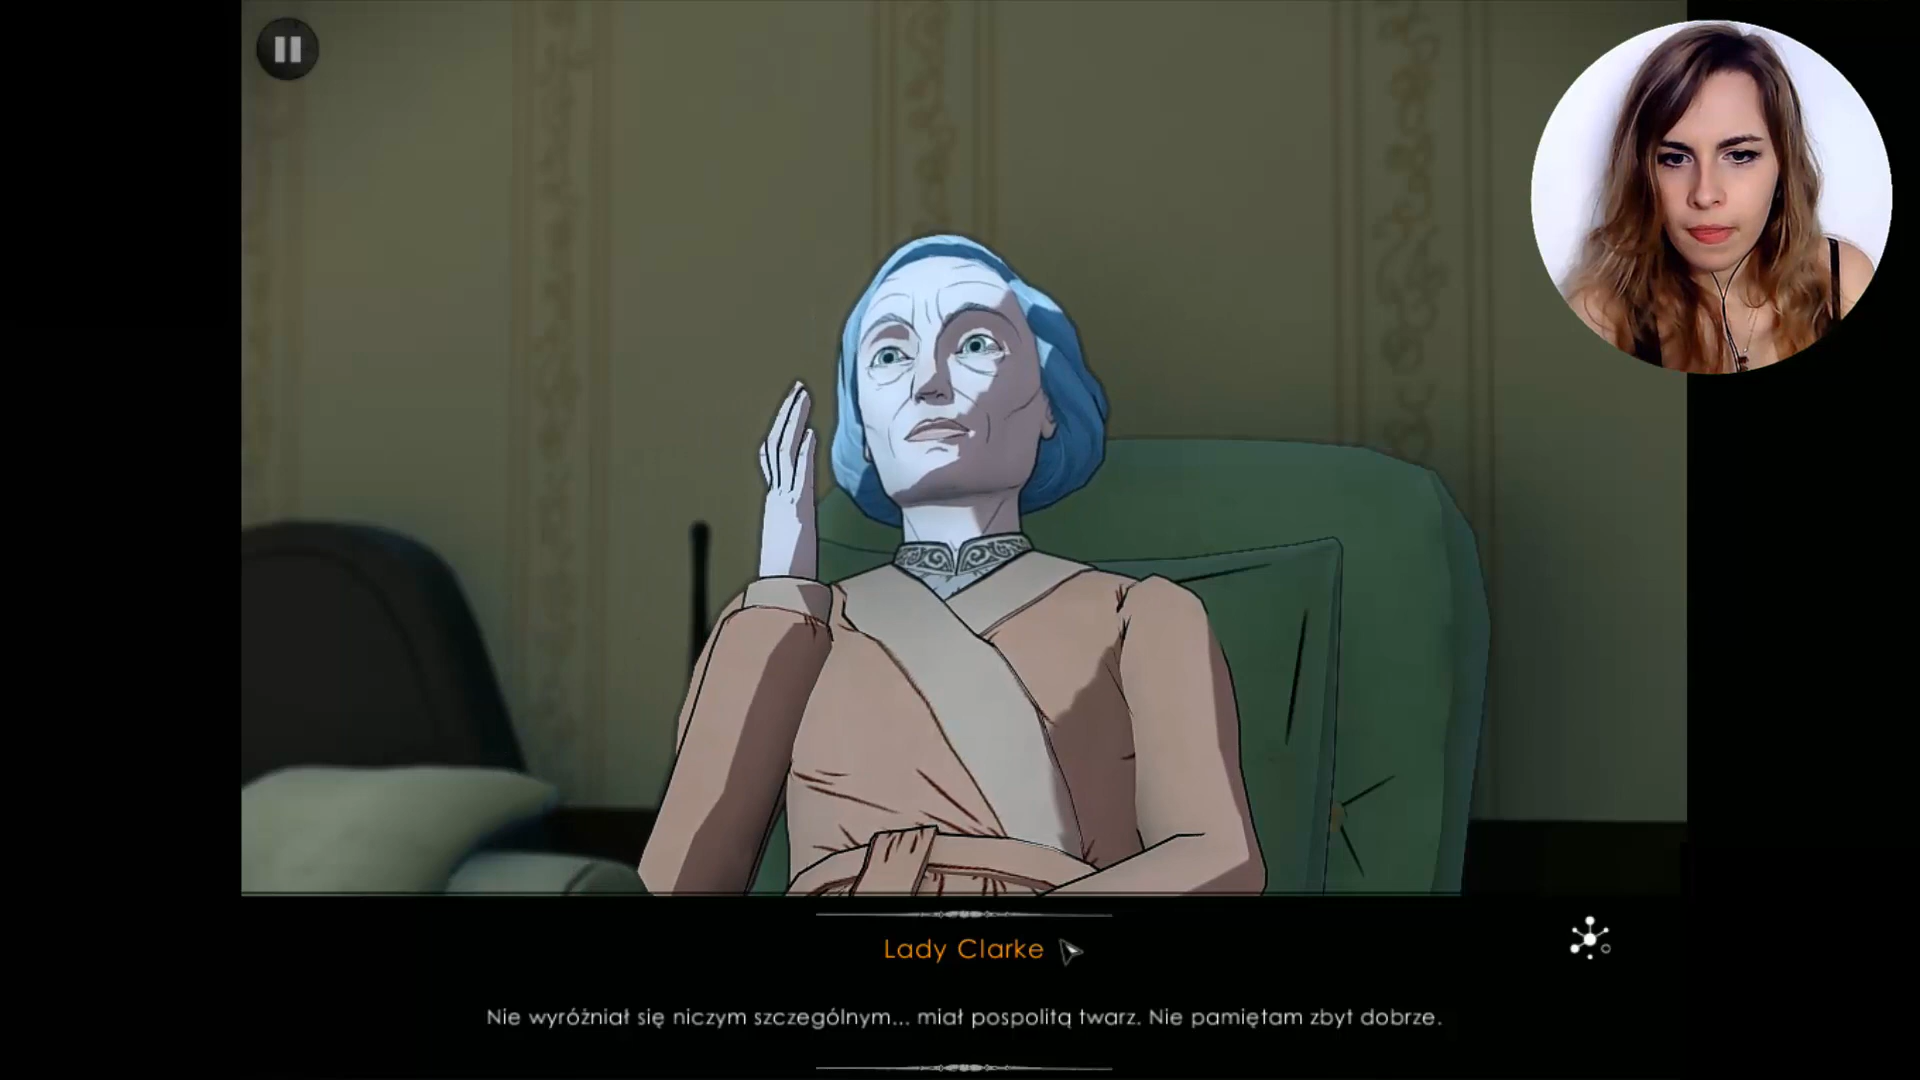 Lady Clarke
Nie wyróżniał się niczym szczególnym... miał pospolitą twarz. Nie pamiętam zbyt dobrze.